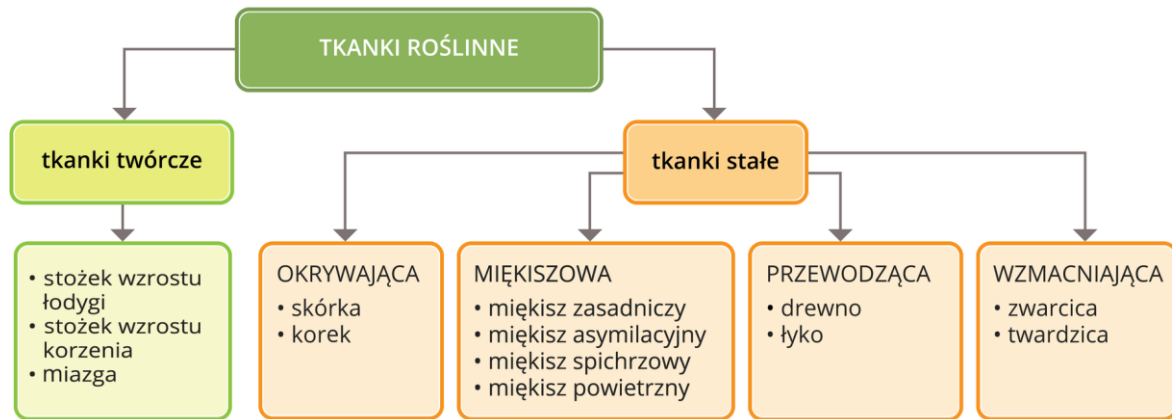 TKANKI ROŚLINNE
tkanki twórcze
tkanki stałe
• stożek wzrostu
łodygi
• stożek wzrostu
korzenia
• miazga
OKRYWAJĄCA
• skórka
• korek
MIĘKISZOWA
• miękisz zasadniczy
• miękisz asymilacyjny
• miękisz spichrzowy
• miękisz powietrzny
PRZEWODZĄCA
• drewno
• łyko
WZMACNIAJĄCA
• zwarcica
• twardzica